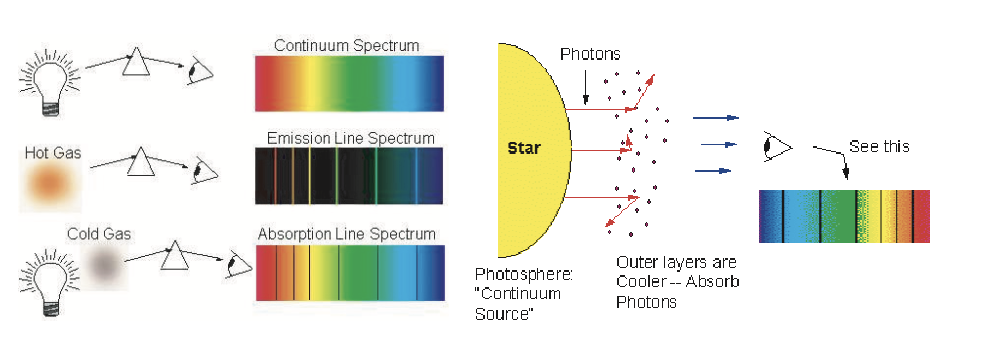 Continuum Spectrum
Emission Line Spectrum
Hot Gas
Cold Gas
Absorption Line Spectrum
Photons
Star
See this
Photosphere:
"Continuum
Source"
Outer layers are
Cooler -- Absorb
Photons